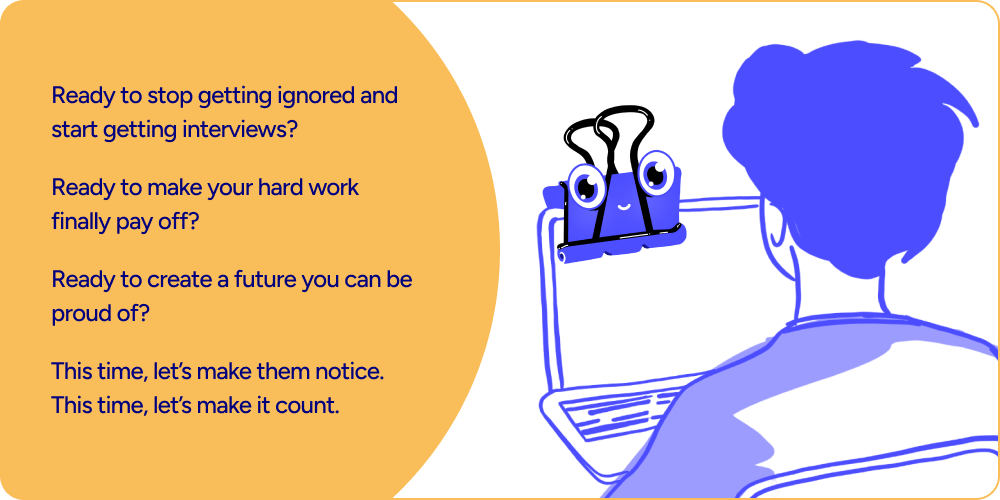 Ready to stop getting ignored and
start getting interviews?
Ready to make your hard work
finally pay off?
Ready to create a future you can be
proud of?
This time, let’s make them notice.
This time, let’s make it count.